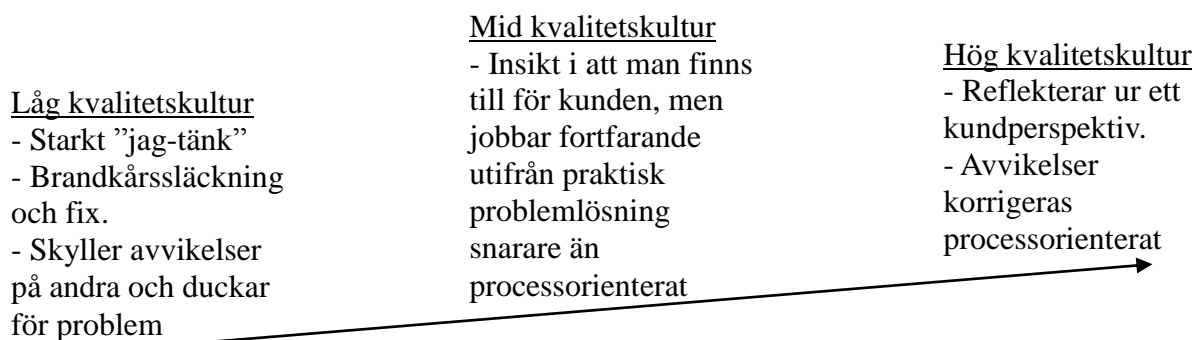 Låg kvalitetskultur
- Starkt ”jag-tänk”
- Brandkårssläckning
och fix.
- Skyller avvikelser
på andra och duckar
för problem
Mid kvalitetskultur
- Insikt i att man finns
till för kunden, men
jobbar fortfarande
utifrån praktisk
problemlösning
snarare än
processorienterat
Hög kvalitetskultur
- Reflekterar ur ett
kundperspektiv.
- Avvikelser
korrigeras
processorienterat